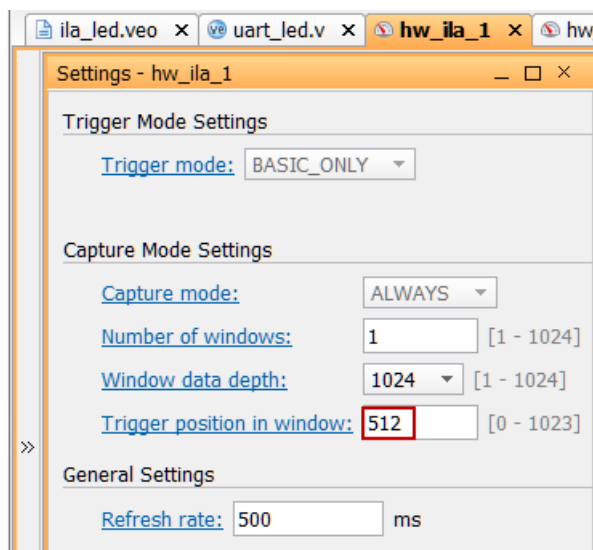 ila_led.veo × uart_led.v × hw_ila_1 × hw
Settings - hw_ila_1
Trigger Mode Settings
Trigger mode: BASIC_ONLY
Capture Mode Settings
Capture mode: ALWAYS
Number of windows: 1 [1 - 1024]
Window data depth: 1024 [1 - 1024]
Trigger position in window: 512 [0 - 1023]
General Settings
Refresh rate: 500 ms